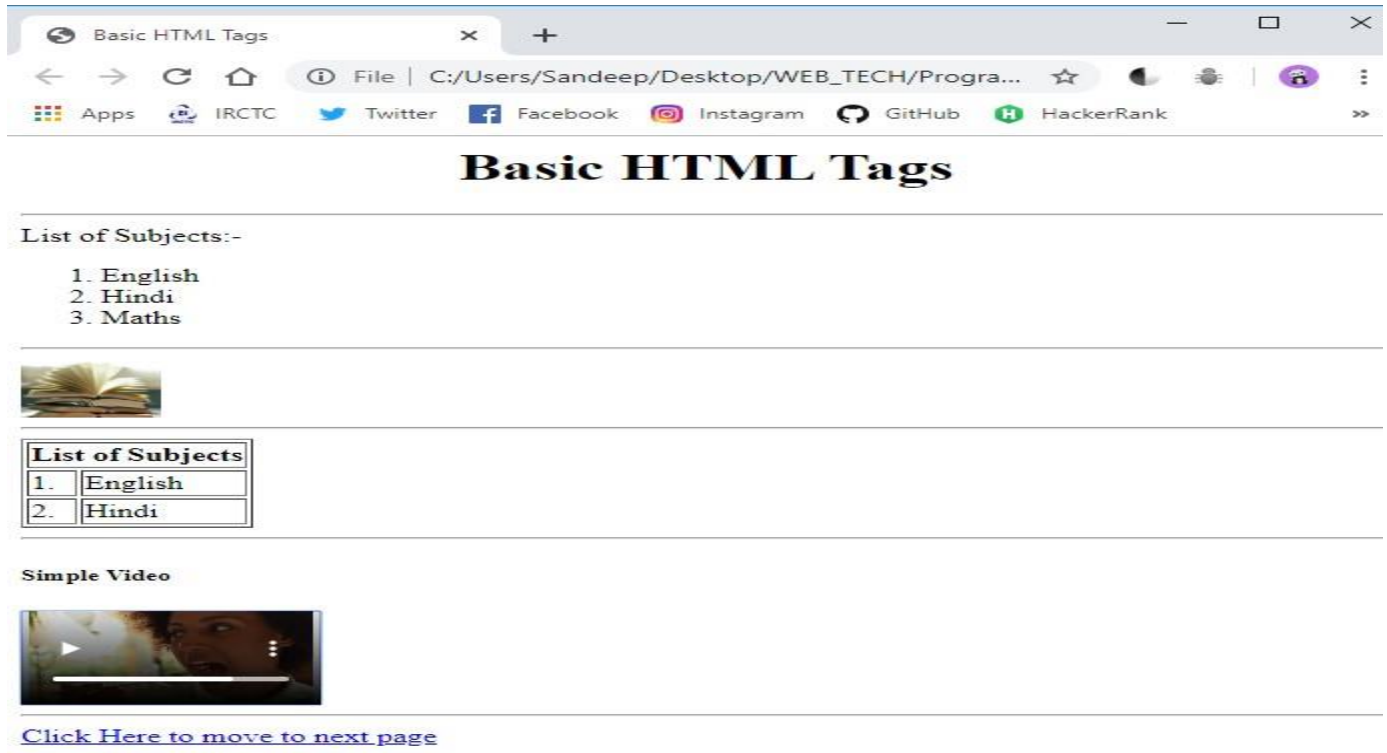 Basic HTML Tags
File | C:/Users/Sandeep/Desktop/WEB_TECH/Progra...
Apps IRCTC Twitter Facebook Instagram GitHub HackerRank
Basic HTML Tags
List of Subjects:-
1. English
2. Hindi
3. Maths
List of Subjects
1. English
2. Hindi
Simple Video
Click Here to move to next page